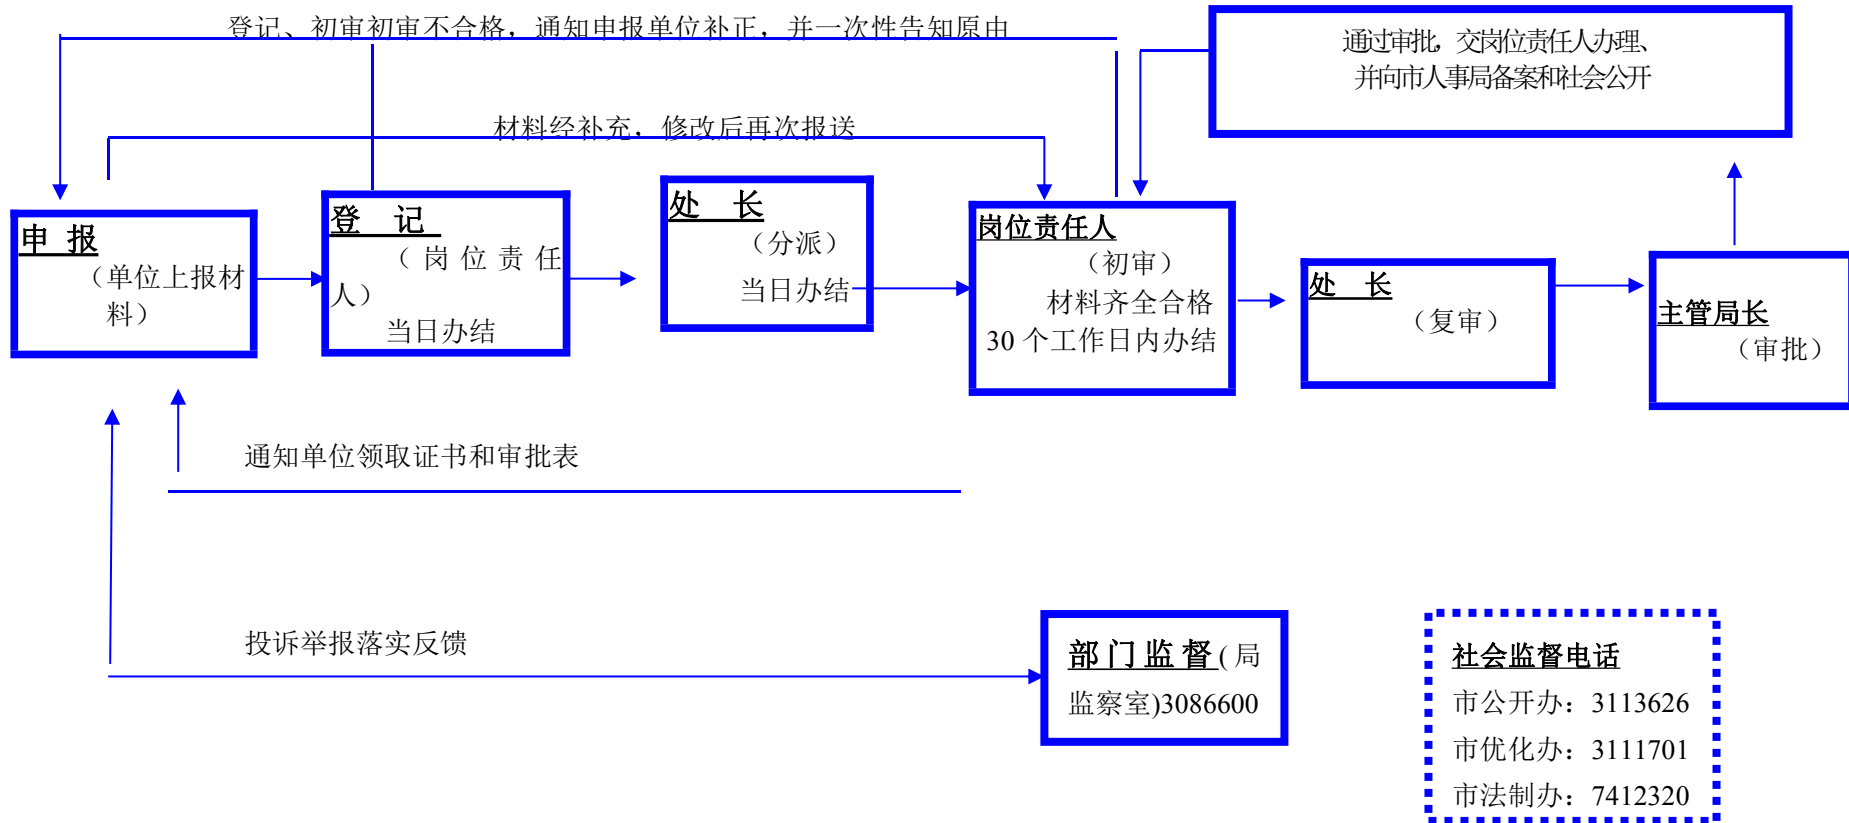 登记、初审初审不合格，通知申报单位补正，并一次性告知原由
通过审批，交岗位责任人办理、
并向市人事局备案和社会公开
材料经补充，修改后再次报送
申 报
（单位上报材
料）
登 记
（岗位责任
人）
当日办结
处 长
（分派）
当日办结
岗位责任人
（初审）
材料齐全合格
30个工作日内办结
处 长
（复审）
主管局长
（审批）
通知单位领取证书和审批表
投诉举报落实反馈
部门监督(局
监察室)3086600
社会监督电话
市公开办：3113626
市优化办：3111701
市法制办：7412320